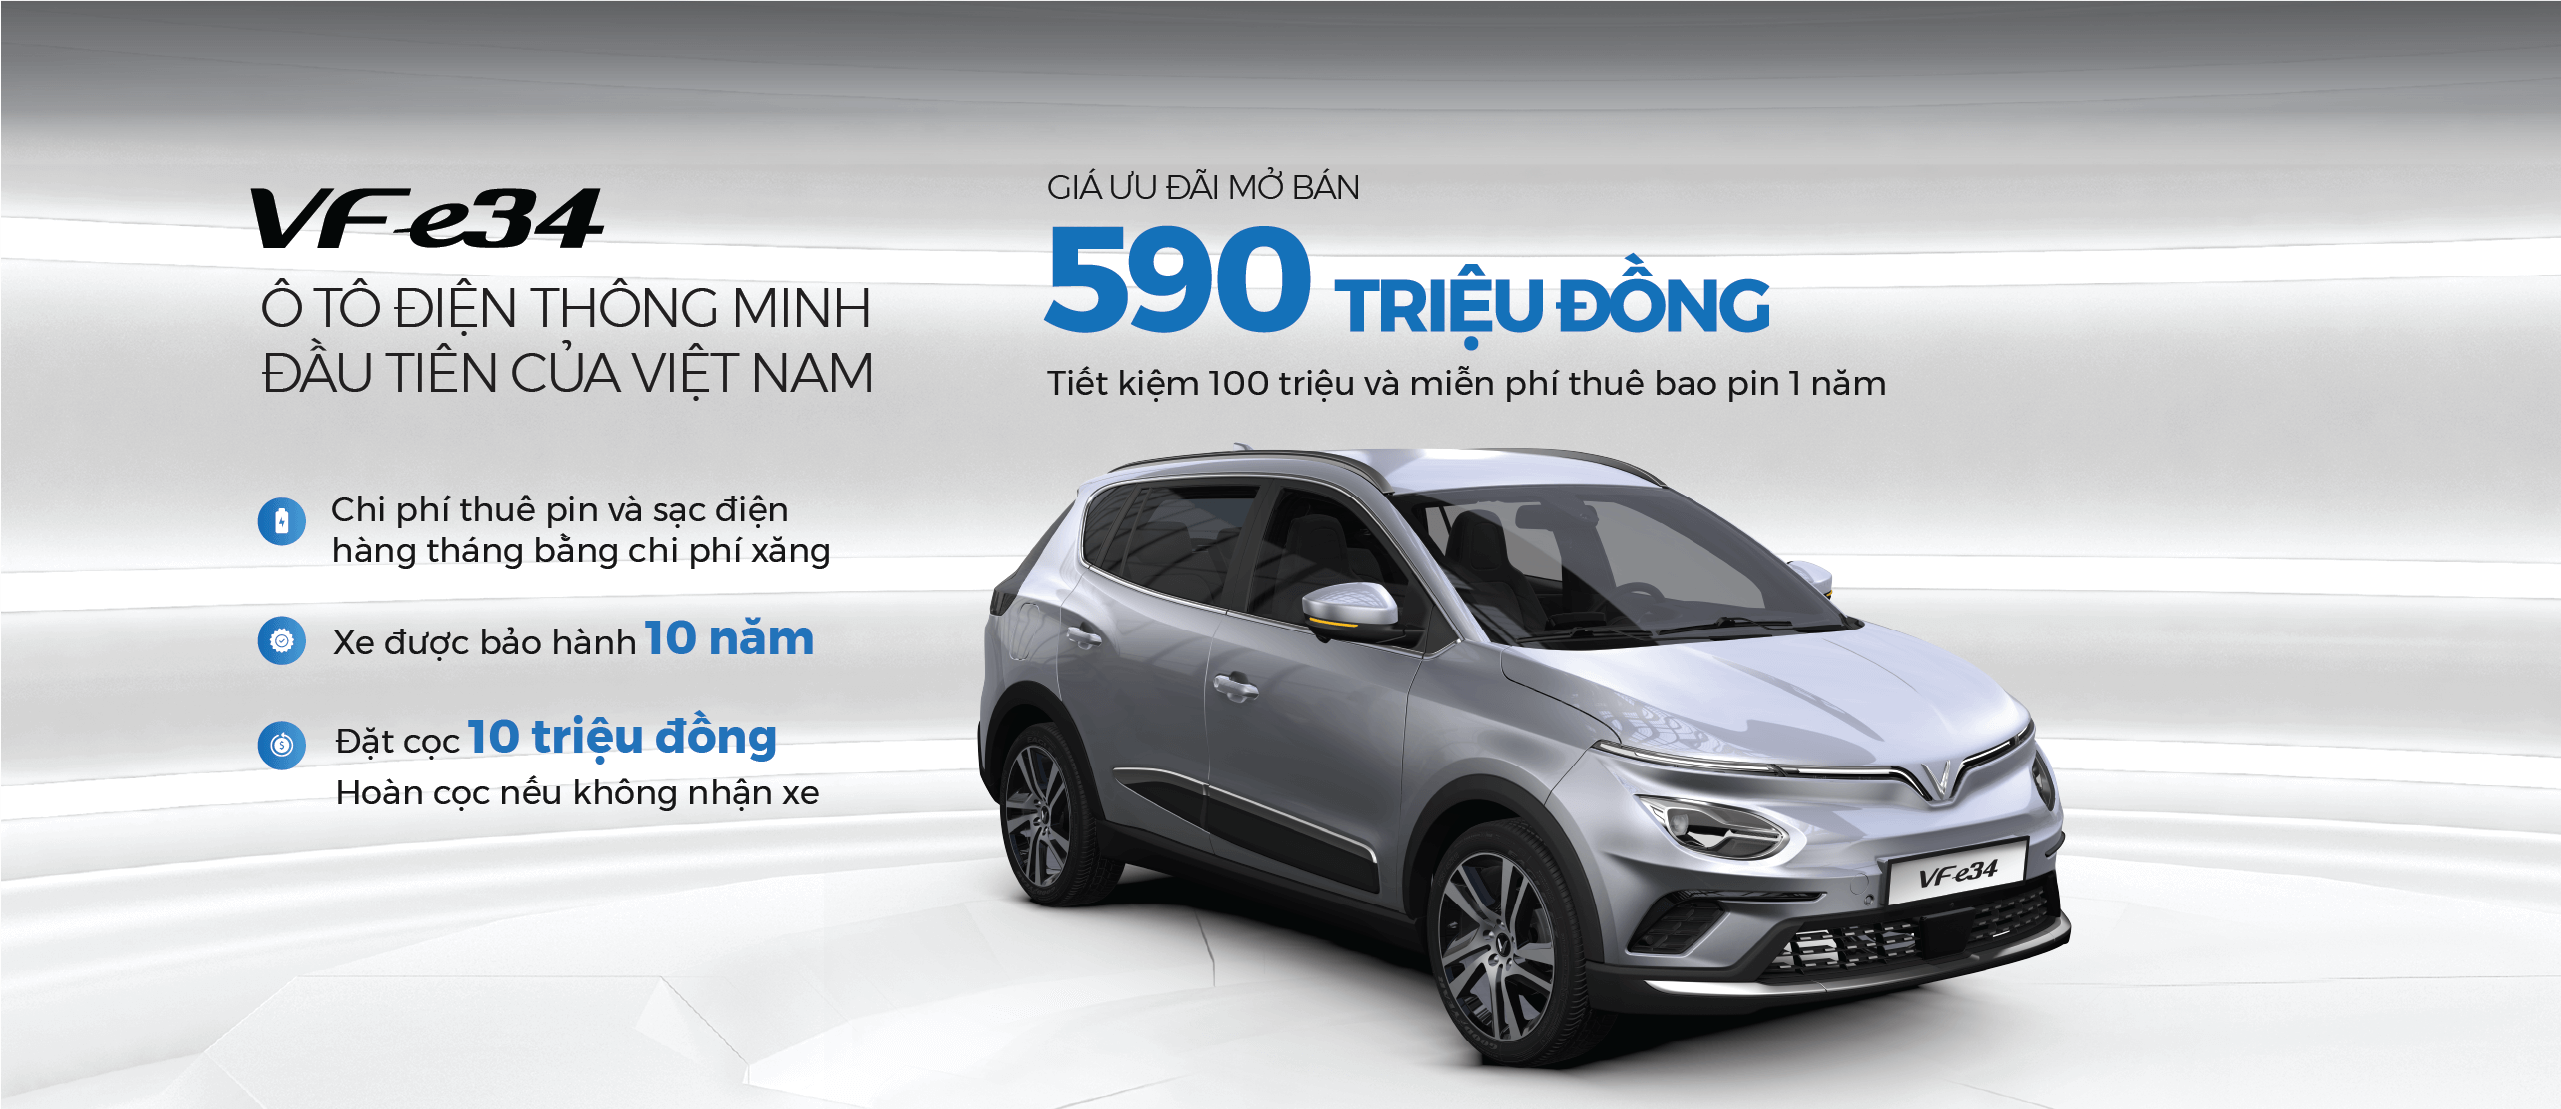 VF e34
Ô TÔ ĐIỆN THÔNG MINH
ĐẦU TIÊN CỦA VIỆT NAM
Chi phí thuê pin và sạc điện
hàng tháng bằng chi phí xăng
Xe được bảo hành 10 năm
Đặt cọc 10 triệu đồng
Hoàn cọc nếu không nhận xe
GIÁ ƯU ĐÃI MỞ BÁN
590 TRIỆU ĐỒNG
Tiết kiệm 100 triệu và miễn phí thuê bao pin 1 năm
VF e34